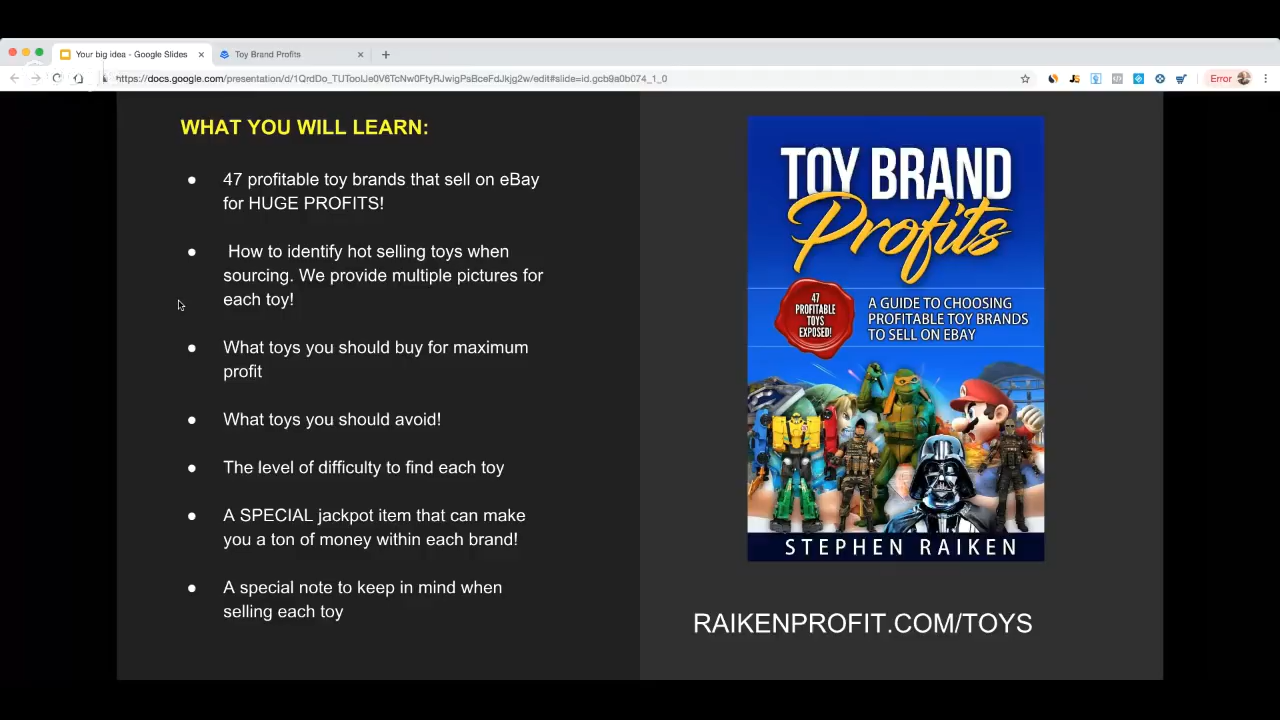 Your big idea - Google Slides
Toy Brand Profits
https://docs.google.com/presentation/d/1QrdDo_TUTooIJe0V6TcNw0FtyRJwigPsBceFdJkjg2w/edit#slide=id.gcb9a0b074_1_0
Error
WHAT YOU WILL LEARN:
● 47 profitable toy brands that sell on eBay
for HUGE PROFITS!
● How to identify hot selling toys when
sourcing. We provide multiple pictures for
each toy!
● What toys you should buy for maximum
profit
● What toys you should avoid!
● The level of difficulty to find each toy
● A SPECIAL jackpot item that can make
you a ton of money within each brand!
● A special note to keep in mind when
selling each toy
TOY BRAND
Profits
47
PROFITABLE
TOYS
EXPOSED!
A GUIDE TO CHOOSING
PROFITABLE TOY BRANDS
TO SELL ON EBAY
STEPHEN RAIKEN
RAIKENPROFIT.COM/TOYS